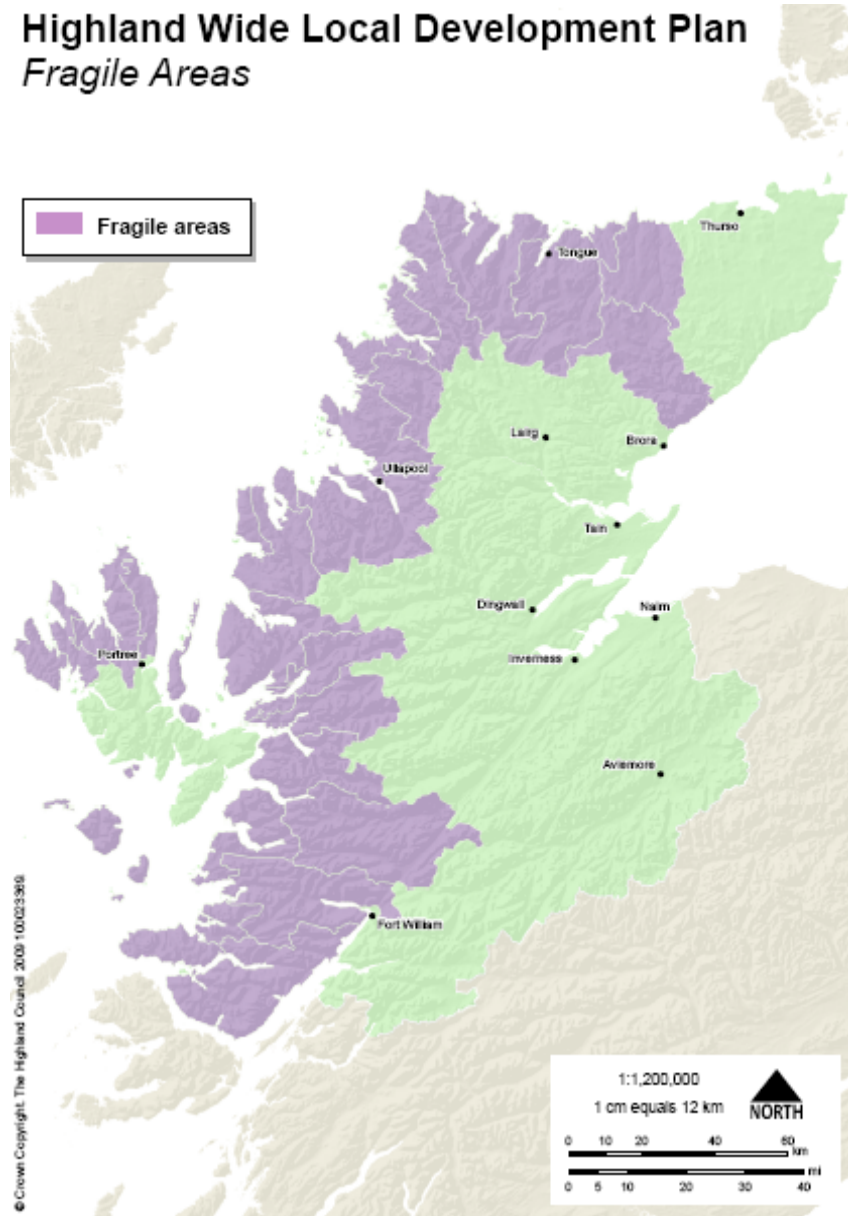 Highland Wide Local Development Plan
Fragile Areas
Fragile areas
Thurso
Tongue
Lairg
Brora
Ullapool
Tain
Dingwall
Nairn
Portree
Inverness
Aviemore
Fort William
© Crown Copyright. The Highland Council 2009 100023369
1:1,200,000
1 cm equals 12 km
NORTH
0 10 20 40 60
km
mi
0 5 10 20 30 40